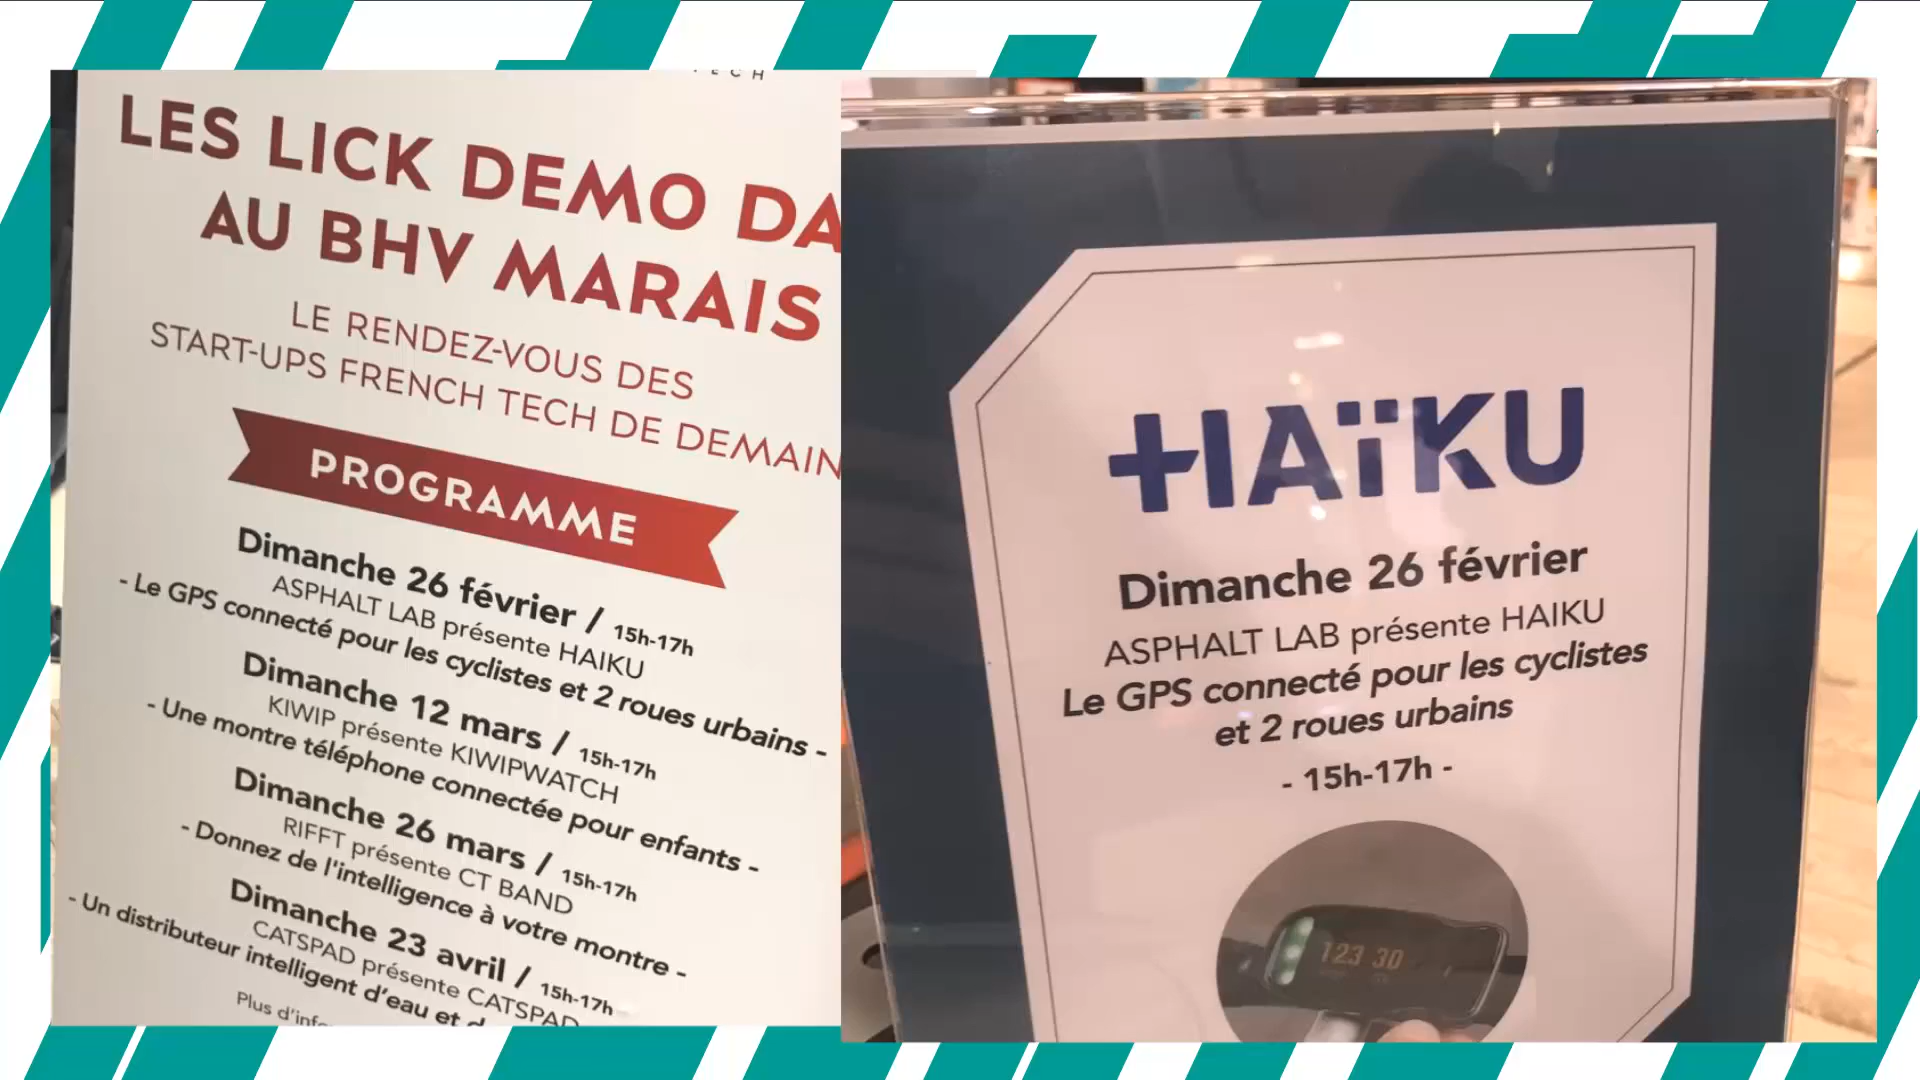 LES LICK DEMO DA
AU BHV MARAIS
LE RENDEZ-VOUS DES
START-UPS FRENCH TECH DE DEMAIN
PROGRAMME
Dimanche 26 février / 15h-17h
ASPHALT LAB présente HAIKU
- Le GPS connecté pour les cyclistes et 2 roues urbains -
Dimanche 12 mars / 15h-17h
KIWIP présente KIWIPWATCH
- Une montre téléphone connectée pour enfants -
Dimanche 26 mars / 15h-17h
RIFFT présente CT BAND
- Donnez de l'intelligence à votre montre -
Dimanche 23 avril / 15h-17h
CATSPAD présente CATSPAD
- Un distributeur intelligent d'eau et
Plus d'info
HAÏKU
Dimanche 26 février
ASPHALT LAB présente HAIKU
Le GPS connecté pour les cyclistes
et 2 roues urbains
- 15h-17h -
123 30